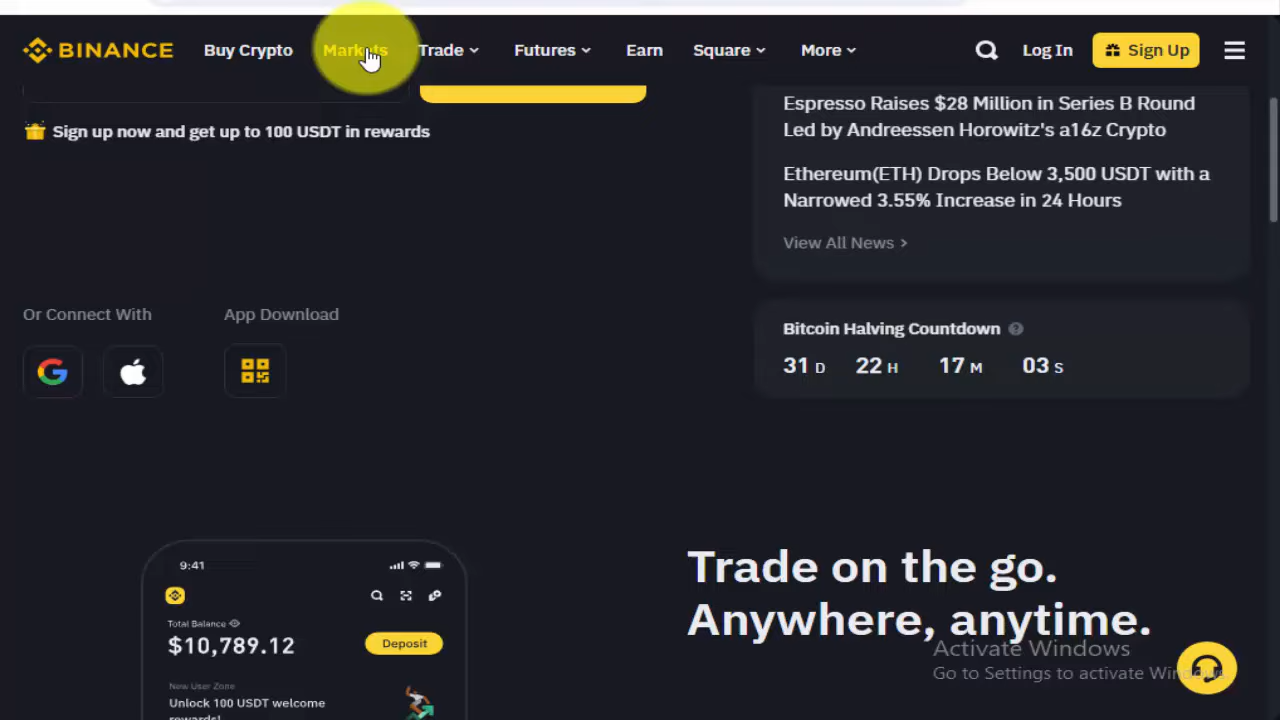 BINANCE
Buy Crypto
Markets
Trade
Futures
Earn
Square
More
Log In
Sign Up
Sign up now and get up to 100 USDT in rewards
Espresso Raises $28 Million in Series B Round
Led by Andreessen Horowitz's a16z Crypto
Ethereum(ETH) Drops Below 3,500 USDT with a
Narrowed 3.55% Increase in 24 Hours
View All News >
Or Connect With
App Download
Bitcoin Halving Countdown
31 D 22 H 17 M 03 S
9:41
Total Balance
$10,789.12
Deposit
New User Zone
Unlock 100 USDT welcome
rewards!
Trade on the go.
Anywhere, anytime.
Activate Windows
Go to Settings to activate Windows.